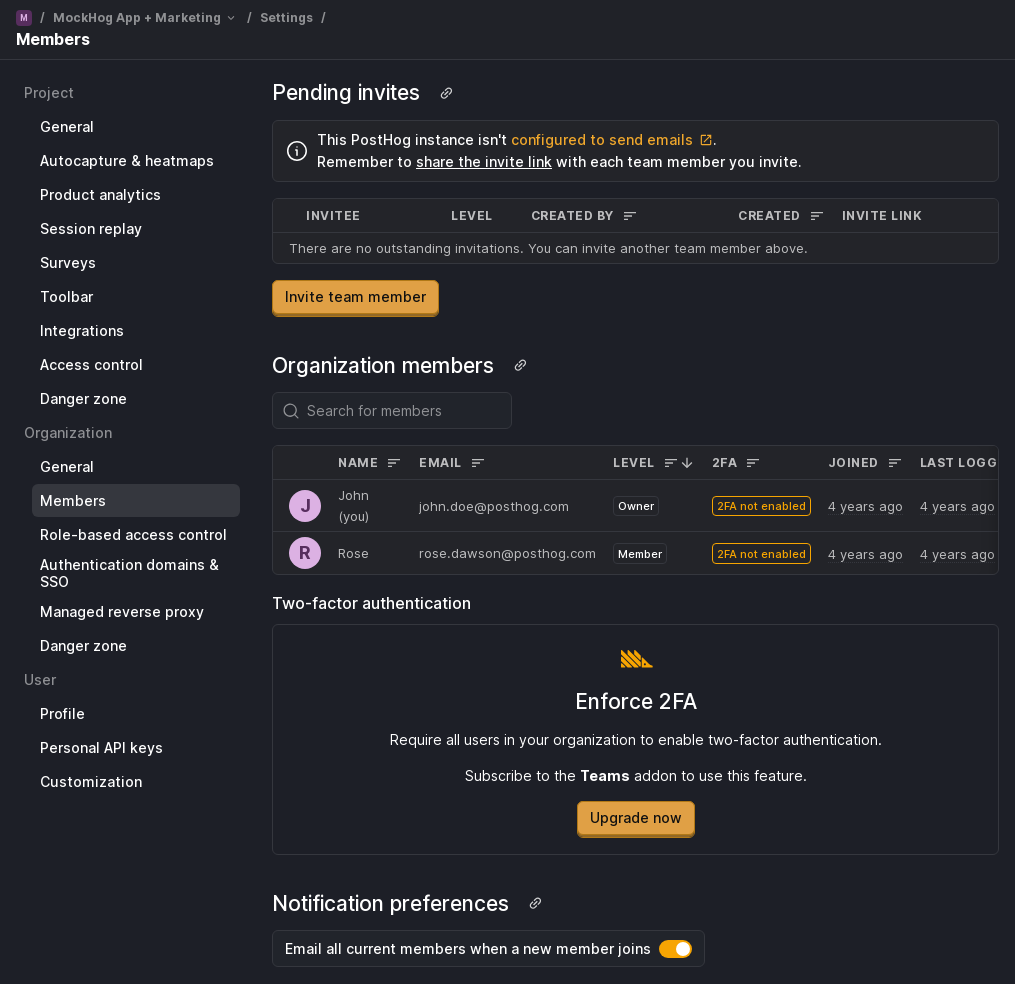 M / MockHog App + Marketing / Settings /
Members
Project
General
Autocapture & heatmaps
Product analytics
Session replay
Surveys
Toolbar
Integrations
Access control
Danger zone
Organization
General
Members
Role-based access control
Authentication domains &
SSO
Managed reverse proxy
Danger zone
User
Profile
Personal API keys
Customization
Pending invites
This PostHog instance isn't configured to send emails .
Remember to share the invite link with each team member you invite.
INVITEE LEVEL CREATED BY CREATED INVITE LINK
There are no outstanding invitations. You can invite another team member above.
Invite team member
Organization members
Search for members
NAME EMAIL LEVEL 2FA JOINED LAST LOGG
J John (you) john.doe@posthog.com Owner 2FA not enabled 4 years ago 4 years ago
R Rose rose.dawson@posthog.com Member 2FA not enabled 4 years ago 4 years ago
Two-factor authentication
Enforce 2FA
Require all users in your organization to enable two-factor authentication.
Subscribe to the Teams addon to use this feature.
Upgrade now
Notification preferences
Email all current members when a new member joins